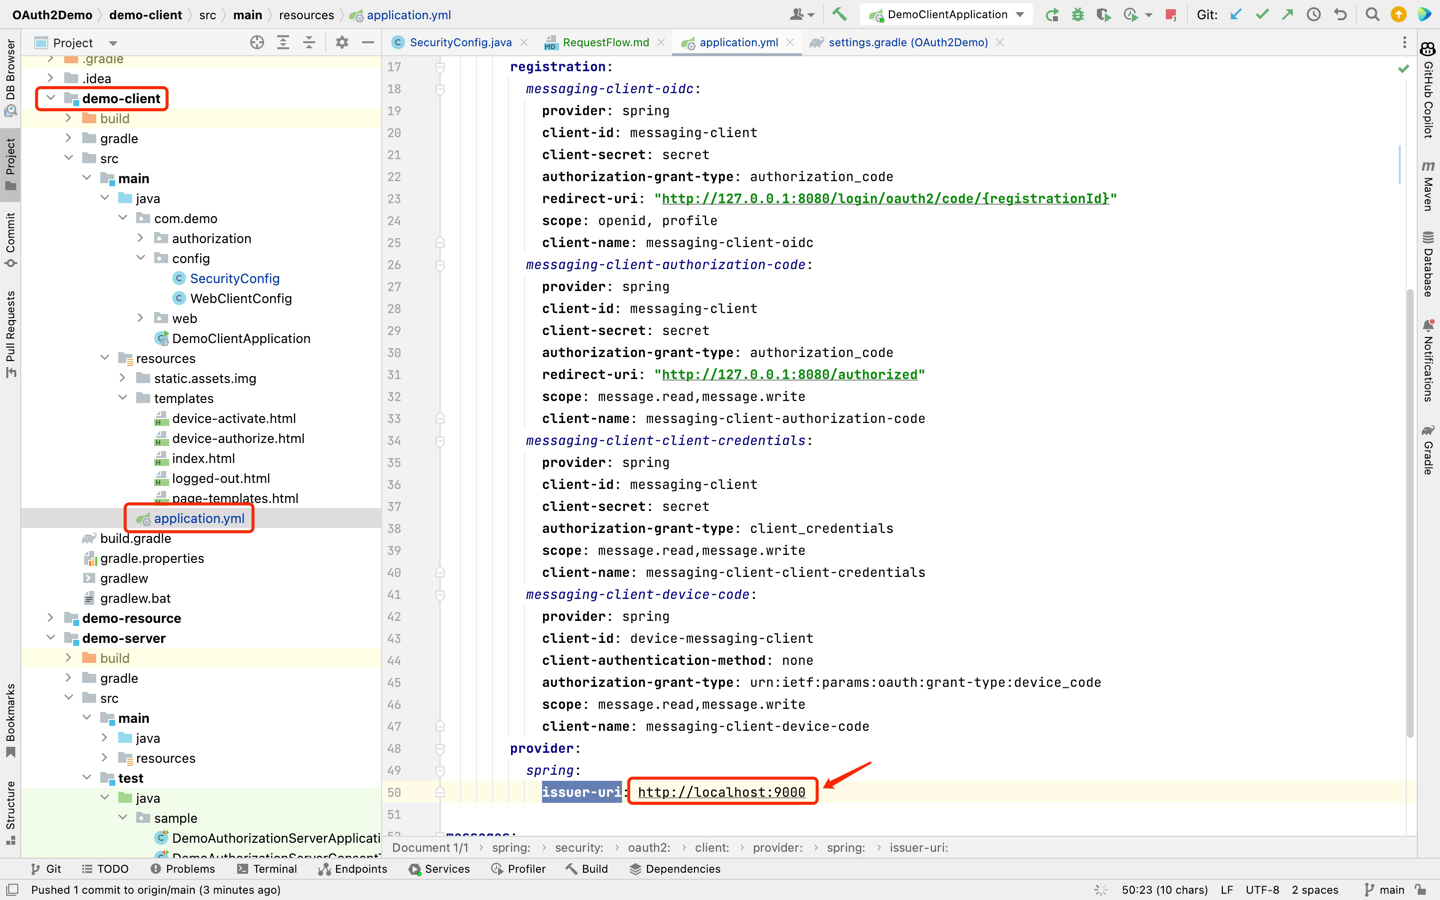 OAuth2Demo › demo-client › src › main › resources › application.yml
DemoClientApplication
Git:
Project
SecurityConfig.java
RequestFlow.md
application.yml
settings.gradle (OAuth2Demo)
DB Browser
Project
Commit
Pull Requests
Bookmarks
Structure
.gradle
.idea
demo-client
build
gradle
src
main
java
com.demo
authorization
config
SecurityConfig
WebClientConfig
web
DemoClientApplication
resources
static.assets.img
templates
device-activate.html
device-authorize.html
index.html
logged-out.html
page-templates.html
application.yml
build.gradle
gradle.properties
gradlew
gradlew.bat
demo-resource
demo-server
build
gradle
src
main
java
resources
test
java
sample
DemoAuthorizationServerApplicati
DemoAuthorizationServerConsentT
17 registration:
18 messaging-client-oidc:
19 provider: spring
20 client-id: messaging-client
21 client-secret: secret
22 authorization-grant-type: authorization_code
23 redirect-uri: "http://127.0.0.1:8080/login/oauth2/code/{registrationId}"
24 scope: openid, profile
25 client-name: messaging-client-oidc
26 messaging-client-authorization-code:
27 provider: spring
28 client-id: messaging-client
29 client-secret: secret
30 authorization-grant-type: authorization_code
31 redirect-uri: "http://127.0.0.1:8080/authorized"
32 scope: message.read,message.write
33 client-name: messaging-client-authorization-code
34 messaging-client-client-credentials:
35 provider: spring
36 client-id: messaging-client
37 client-secret: secret
38 authorization-grant-type: client_credentials
39 scope: message.read,message.write
40 client-name: messaging-client-client-credentials
41 messaging-client-device-code:
42 provider: spring
43 client-id: device-messaging-client
44 client-authentication-method: none
45 authorization-grant-type: urn:ietf:params:oauth:grant-type:device_code
46 scope: message.read,message.write
47 client-name: messaging-client-device-code
48 provider:
49 spring:
50 issuer-uri: http://localhost:9000
51
52 messages:
GitHub Copilot
Maven
Database
Notifications
Gradle
Document 1/1 › spring: › security: › oauth2: › client: › provider: › spring: › issuer-uri:
Git TODO Problems Terminal Endpoints Services Profiler Build Dependencies
Pushed 1 commit to origin/main (3 minutes ago)
50:23 (10 chars) LF UTF-8 2 spaces main